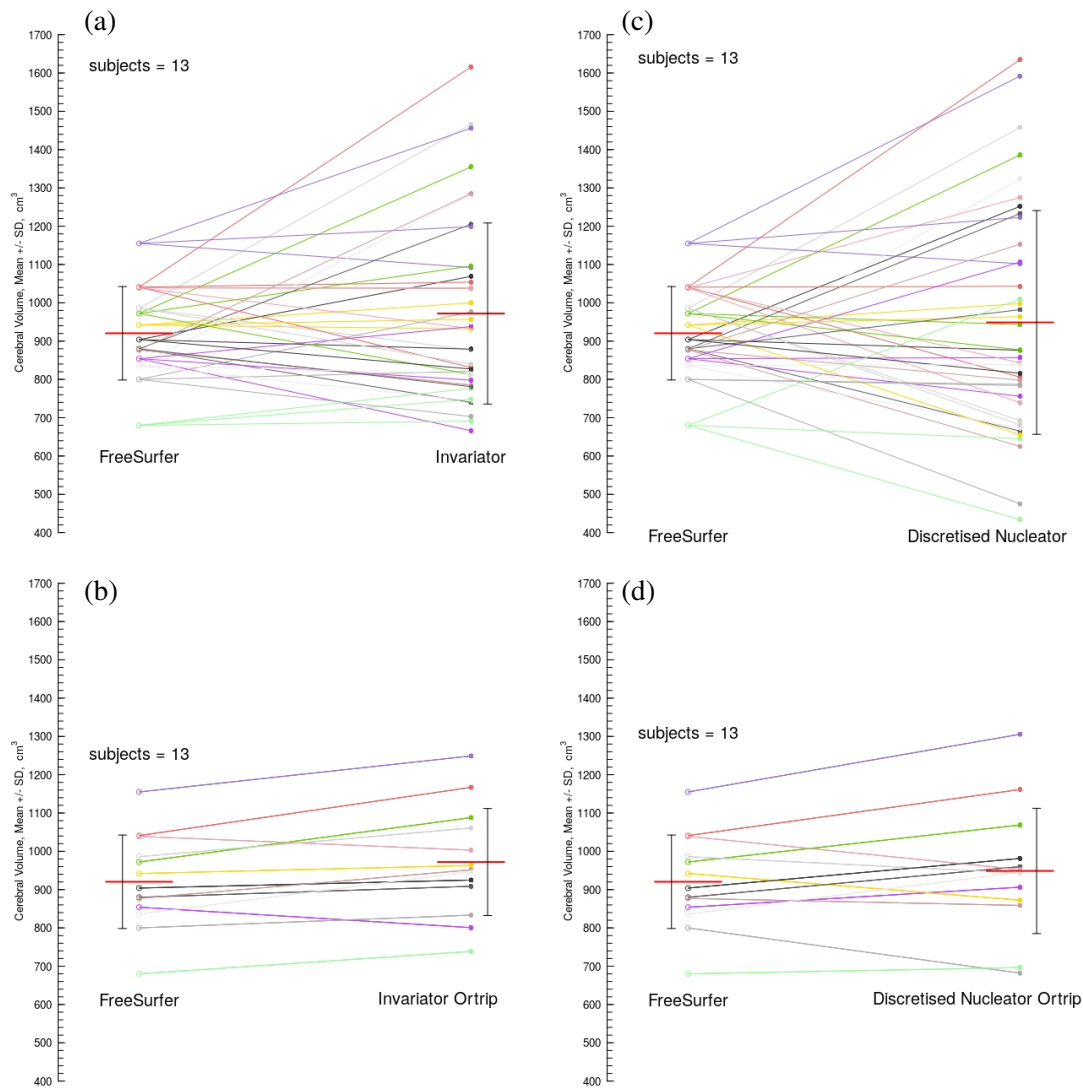 (a)
1700
1600
1500
1400
1300
1200
1100
1000
900
800
700
600
500
400
Cerebral Volume, Mean +/- SD, cm³
subjects = 13
FreeSurfer
Invariator
(c)
1700
1600
1500
1400
1300
1200
1100
1000
900
800
700
600
500
400
Cerebral Volume, Mean +/- SD, cm³
subjects = 13
FreeSurfer
Discretised Nucleator
(b)
1700
1600
1500
1400
1300
1200
1100
1000
900
800
700
600
500
400
Cerebral Volume, Mean +/- SD, cm³
subjects = 13
FreeSurfer
Invariator Ortrip
(d)
1700
1600
1500
1400
1300
1200
1100
1000
900
800
700
600
500
400
Cerebral Volume, Mean +/- SD, cm³
subjects = 13
FreeSurfer
Discretised Nucleator Ortrip